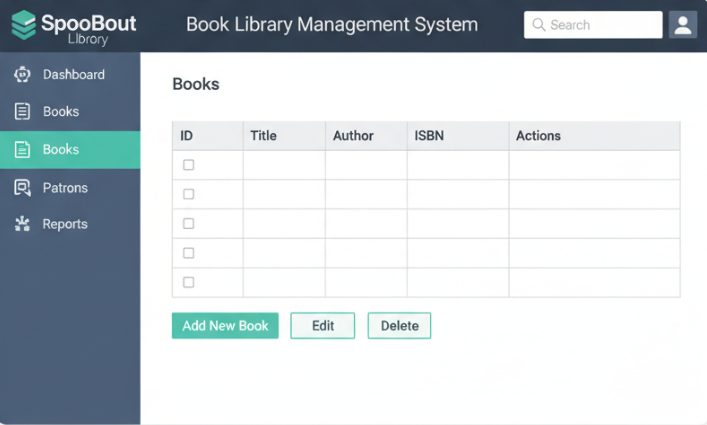 SpooBout
Library
Book Library Management System
Search
Dashboard
Books
Books
Patrons
Reports
Books
ID Title Author ISBN Actions
Add New Book Edit Delete